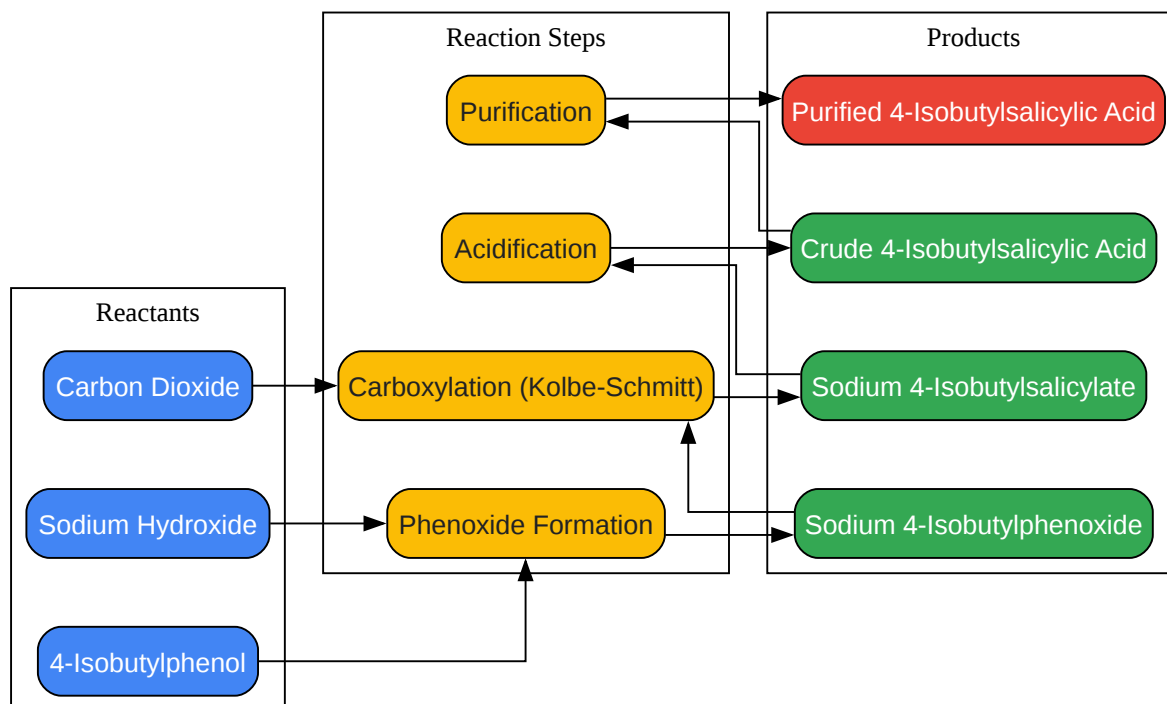 Reactants
Carbon Dioxide
Sodium Hydroxide
4-Isobutylphenol
Reaction Steps
Purification
Acidification
Carboxylation (Kolbe-Schmitt)
Phenoxide Formation
Products
Purified 4-Isobutylsalicylic Acid
Crude 4-Isobutylsalicylic Acid
Sodium 4-Isobutylsalicylate
Sodium 4-Isobutylphenoxide